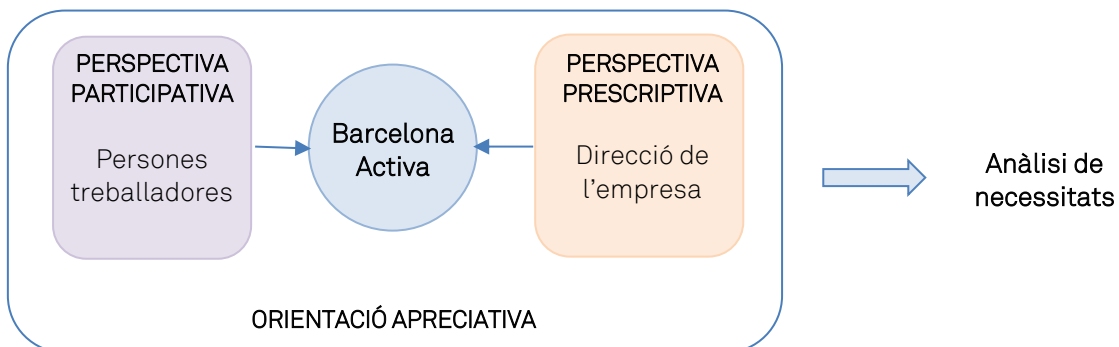 PERSPECTIVA
PARTICIPATIVA
Persones
treballadores
Barcelona
Activa
PERSPECTIVA
PRESCRIPTIVA
Direcció de
l'empresa
Anàlisi de
necessitats
ORIENTACIÓ APRECIATIVA